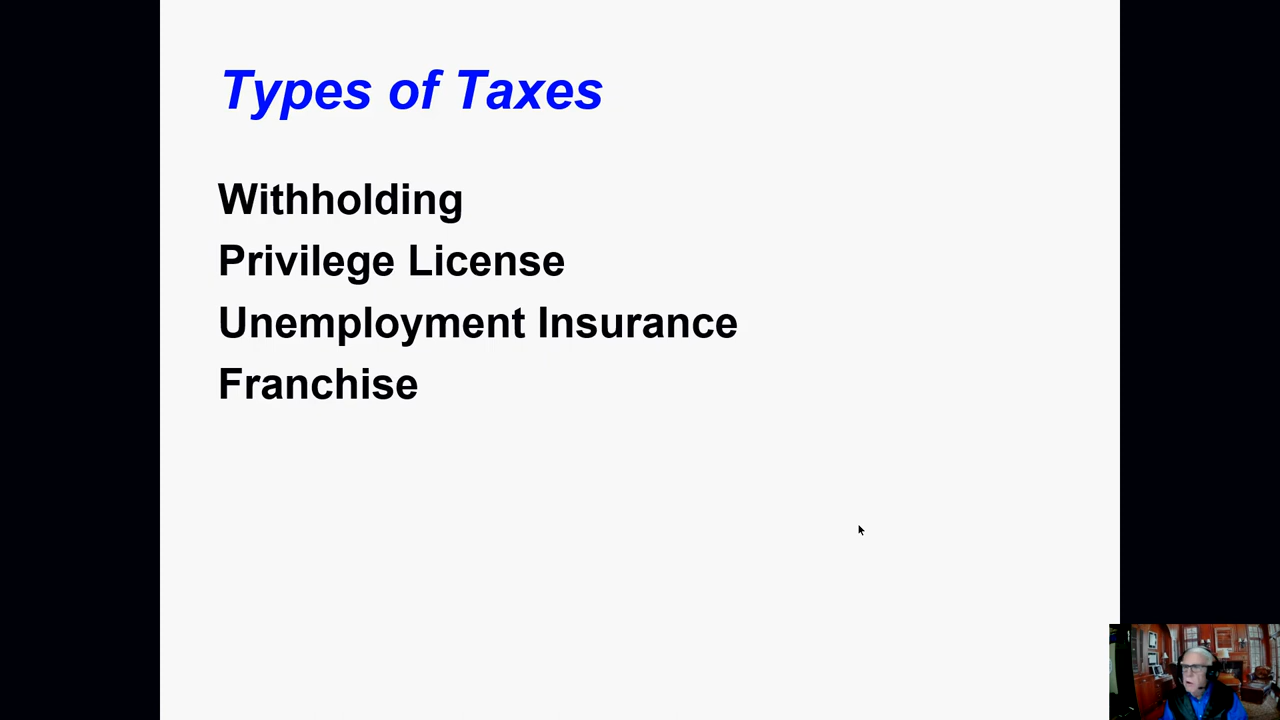 Types of Taxes
Withholding
Privilege License
Unemployment Insurance
Franchise